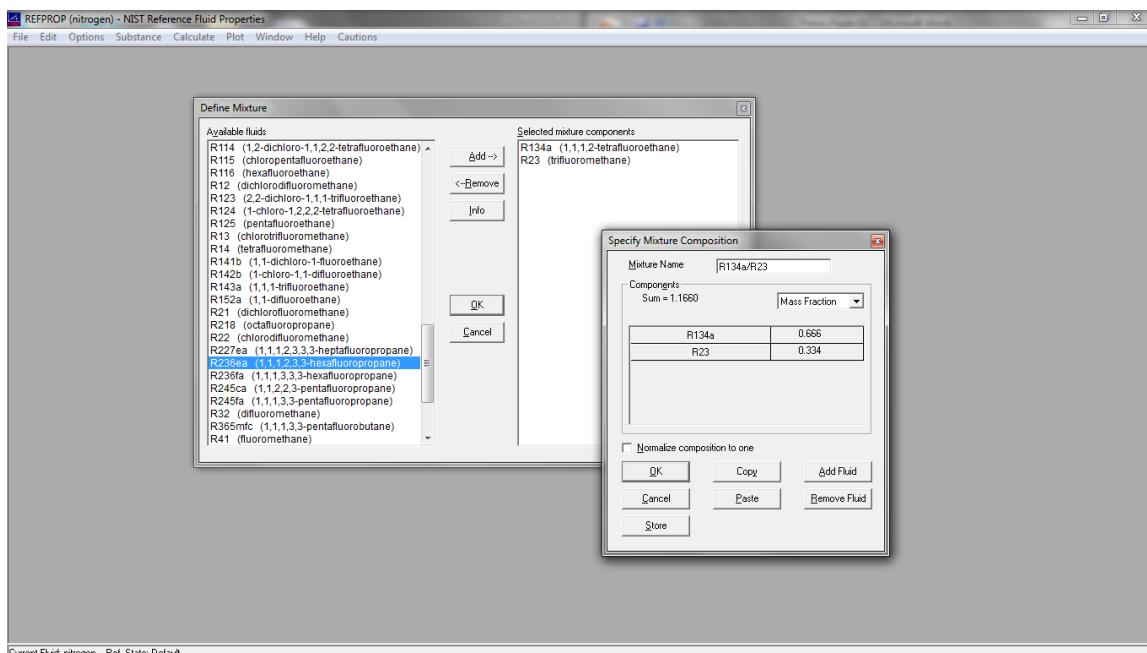 REFPROP (nitrogen) - NIST Reference Fluid Properties
File Edit Options Substance Calculate Plot Window Help Cautions
Define Mixture
Available fluids
R114 (1,2-dichloro-1,1,2,2-tetrafluoroethane)
R115 (chloropentafluoroethane)
R116 (hexafluoroethane)
R12 (dichlorodifluoromethane)
R123 (2,2-dichloro-1,1,1-trifluoroethane)
R124 (1-chloro-1,2,2,2-tetrafluoroethane)
R125 (pentafluoroethane)
R13 (chlorotrifluoromethane)
R14 (tetrafluoromethane)
R141b (1,1-dichloro-1-fluoroethane)
R142b (1-chloro-1,1-difluoroethane)
R143a (1,1,1-trifluoroethane)
R152a (1,1-difluoroethane)
R21 (dichlorofluoromethane)
R218 (octafluoropropane)
R22 (chlorodifluoromethane)
R227ea (1,1,1,2,3,3,3-heptafluoropropane)
R236ea (1,1,1,2,3,3-hexafluoropropane)
R236fa (1,1,1,3,3,3-hexafluoropropane)
R245ca (1,1,2,2,3-pentafluoropropane)
R245fa (1,1,1,3,3-pentafluoropropane)
R32 (difluoromethane)
R365mfc (1,1,1,3,3-pentafluorobutane)
R41 (fluoromethane)
Add -->
<--Remove
Info
OK
Cancel
Selected mixture components
R134a (1,1,1,2-tetrafluoroethane)
R23 (trifluoromethane)
Specify Mixture Composition
Mixture Name R134a/R23
Components
Sum = 1.1660 Mass Fraction
R134a 0.666
R23 0.334
Normalize composition to one
OK Copy Add Fluid
Cancel Paste Remove Fluid
Store
Current Fluid: nitrogen Ref. State: Default